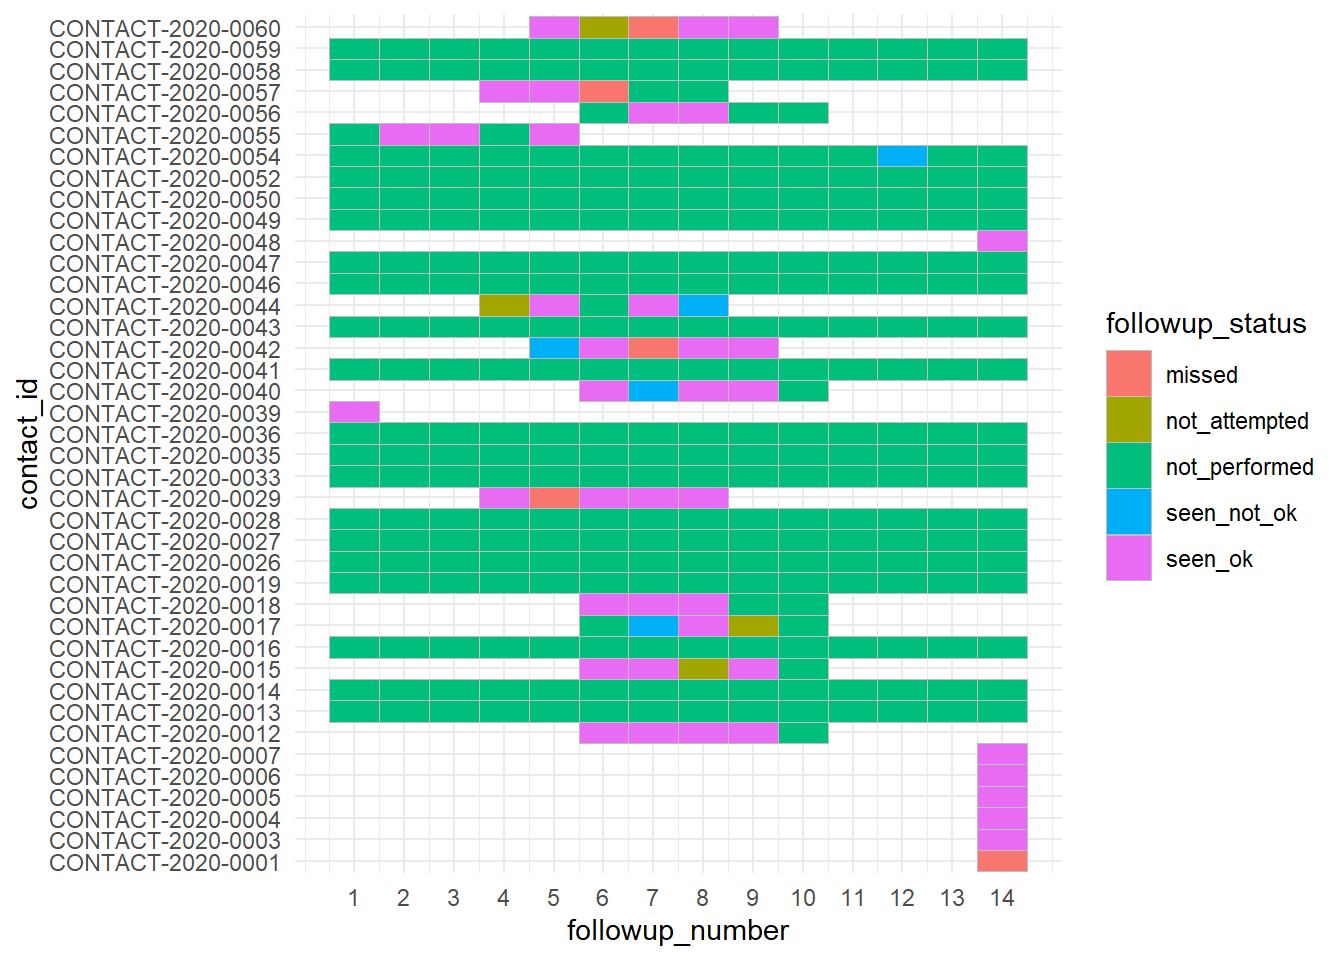 CONTACT-2020-0060
CONTACT-2020-0059
CONTACT-2020-0058
CONTACT-2020-0057
CONTACT-2020-0056
CONTACT-2020-0055
CONTACT-2020-0054
CONTACT-2020-0052
CONTACT-2020-0050
CONTACT-2020-0049
CONTACT-2020-0048
CONTACT-2020-0047
CONTACT-2020-0046
CONTACT-2020-0044
CONTACT-2020-0043
CONTACT-2020-0042
CONTACT-2020-0041
CONTACT-2020-0040
CONTACT-2020-0039
CONTACT-2020-0036
CONTACT-2020-0035
CONTACT-2020-0033
CONTACT-2020-0029
CONTACT-2020-0028
CONTACT-2020-0027
CONTACT-2020-0026
CONTACT-2020-0019
CONTACT-2020-0018
CONTACT-2020-0017
CONTACT-2020-0016
CONTACT-2020-0015
CONTACT-2020-0014
CONTACT-2020-0013
CONTACT-2020-0012
CONTACT-2020-0007
CONTACT-2020-0006
CONTACT-2020-0005
CONTACT-2020-0004
CONTACT-2020-0003
CONTACT-2020-0001
contact_id
1 2 3 4 5 6 7 8 9 10 11 12 13 14
followup_number
followup_status
missed
not_attempted
not_performed
seen_not_ok
seen_ok